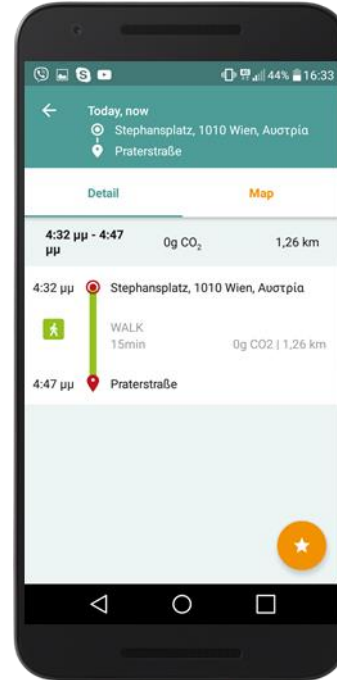 44% 16:33
Today, now
Stephansplatz, 1010 Wien, Αυστρία
Praterstraße
Detail Map
4:32 μμ - 4:47
μμ
0g CO₂
1,26 km
4:32 μμ Stephansplatz, 1010 Wien, Αυστρία
WALK
15min 0g CO2 | 1,26 km
4:47 μμ Praterstraße